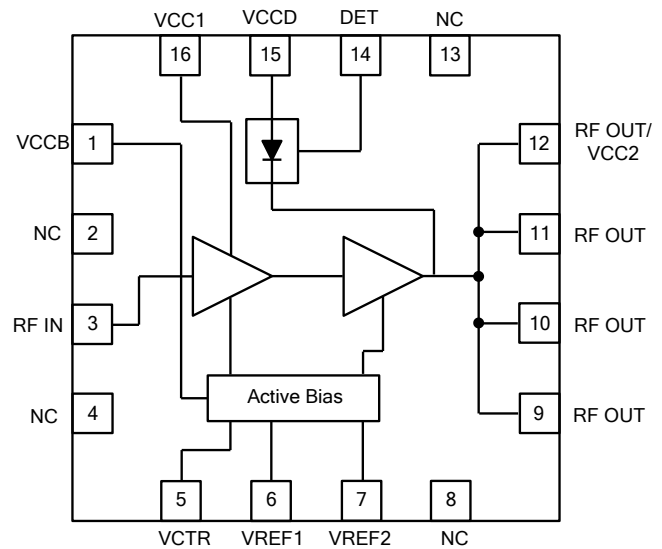 VCC1 VCCD DET NC
16 15 14 13
VCCB 1
12 RF OUT/
VCC2
NC 2
11 RF OUT
RF IN 3
10 RF OUT
Active Bias
NC 4
9 RF OUT
5 6 7 8
VCTR VREF1 VREF2 NC